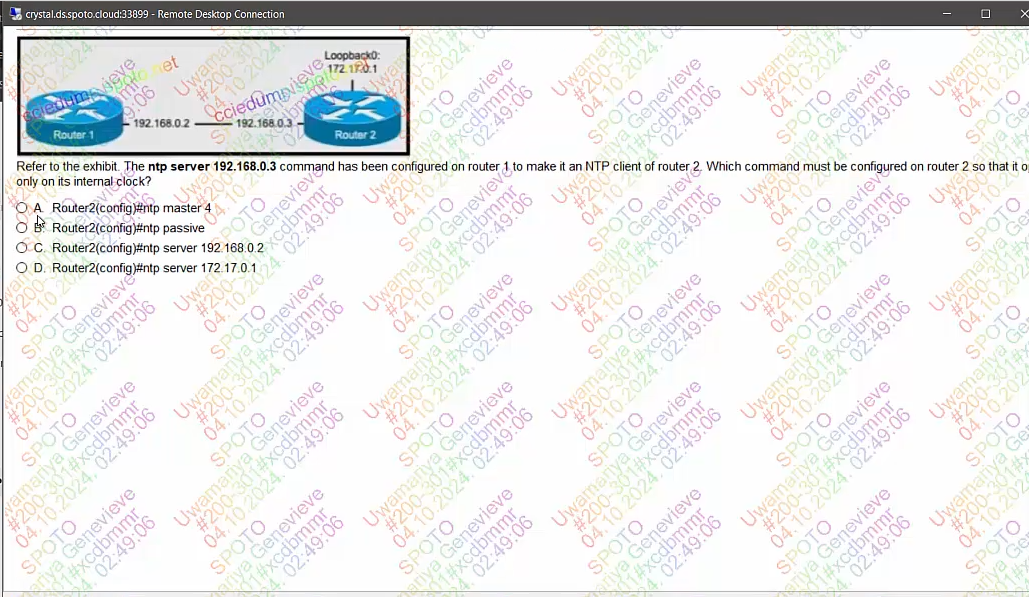 crystal.ds.spoto.cloud:33899 - Remote Desktop Connection
Loopback0:
172.17.0.1
cciedump.spoto.net
cciedump.spoto.net
192.168.0.2
192.168.0.3
Router 1
Router 2
Refer to the exhibit. The ntp server 192.168.0.3 command has been configured on router 1 to make it an NTP client of router 2. Which command must be configured on router 2 so that it o
only on its internal clock?
A. Router2(config)#ntp master 4
B. Router2(config)#ntp passive
C. Router2(config)#ntp server 192.168.0.2
D. Router2(config)#ntp server 172.17.0.1
Uwamanya Genevieve
#200-301#xcdbmmr
04.10.2024. 02:49:06
SPOTO